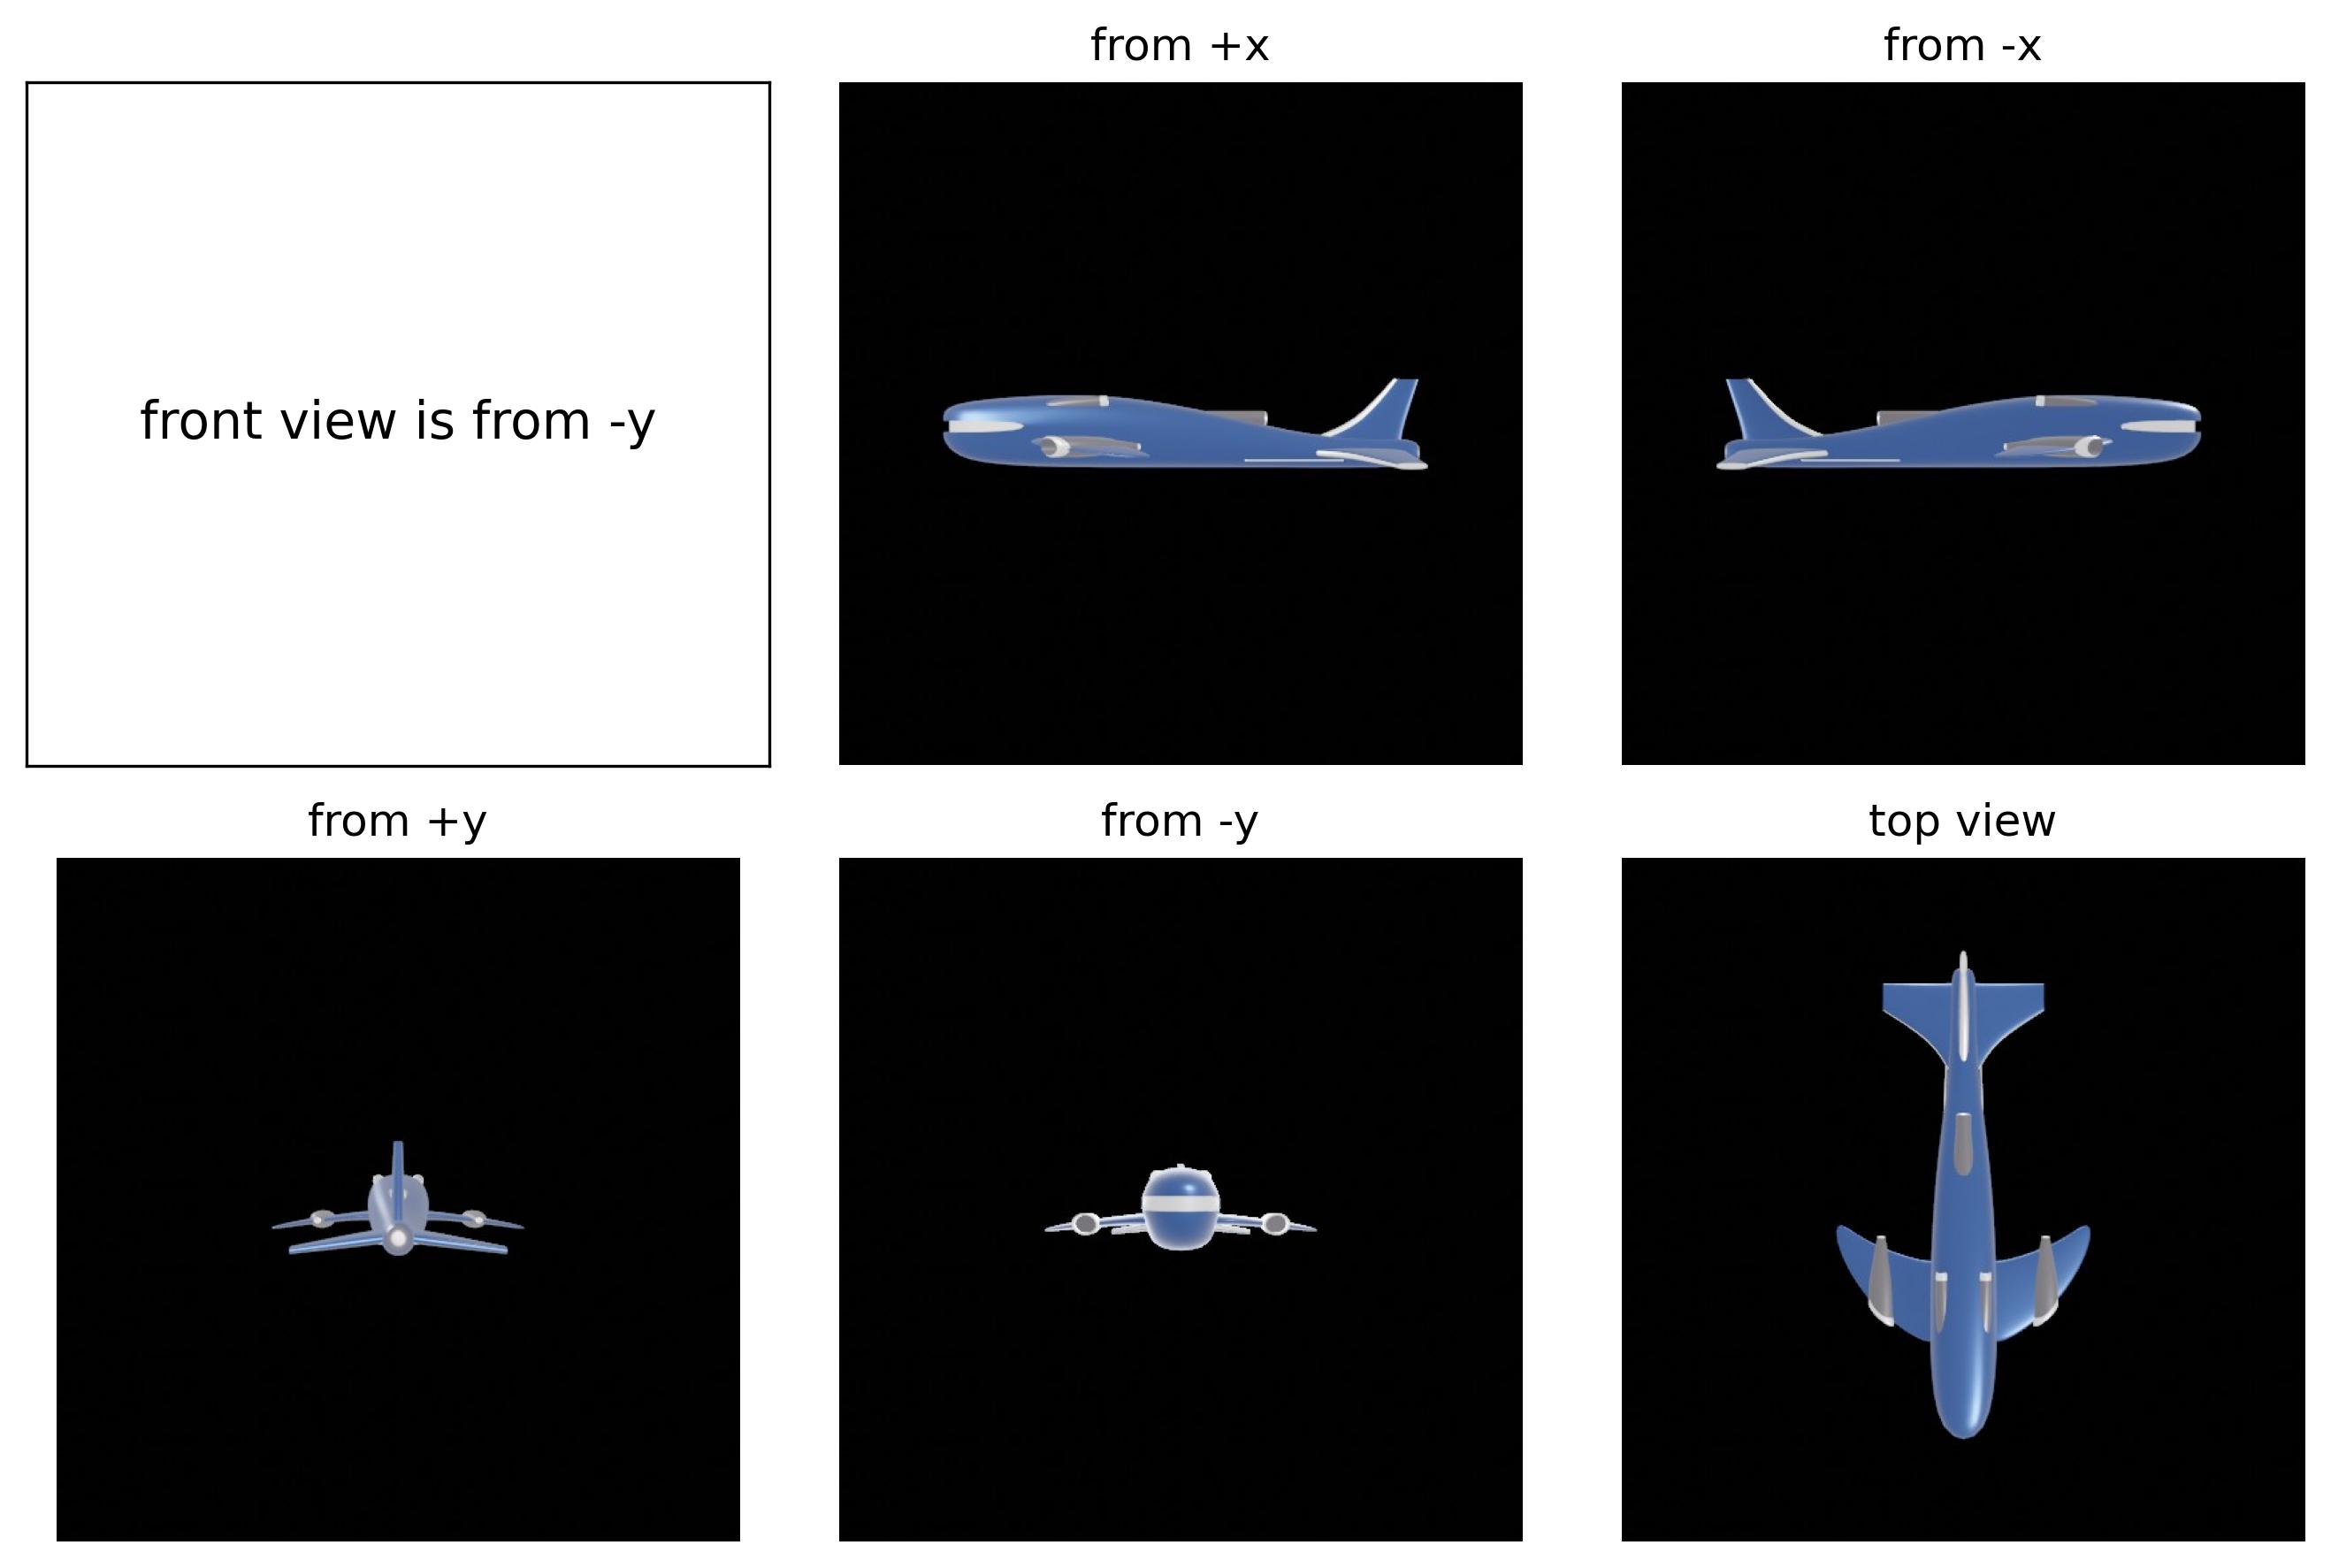 from +x
from -x
front view is from -y
from +y
from -y
top view